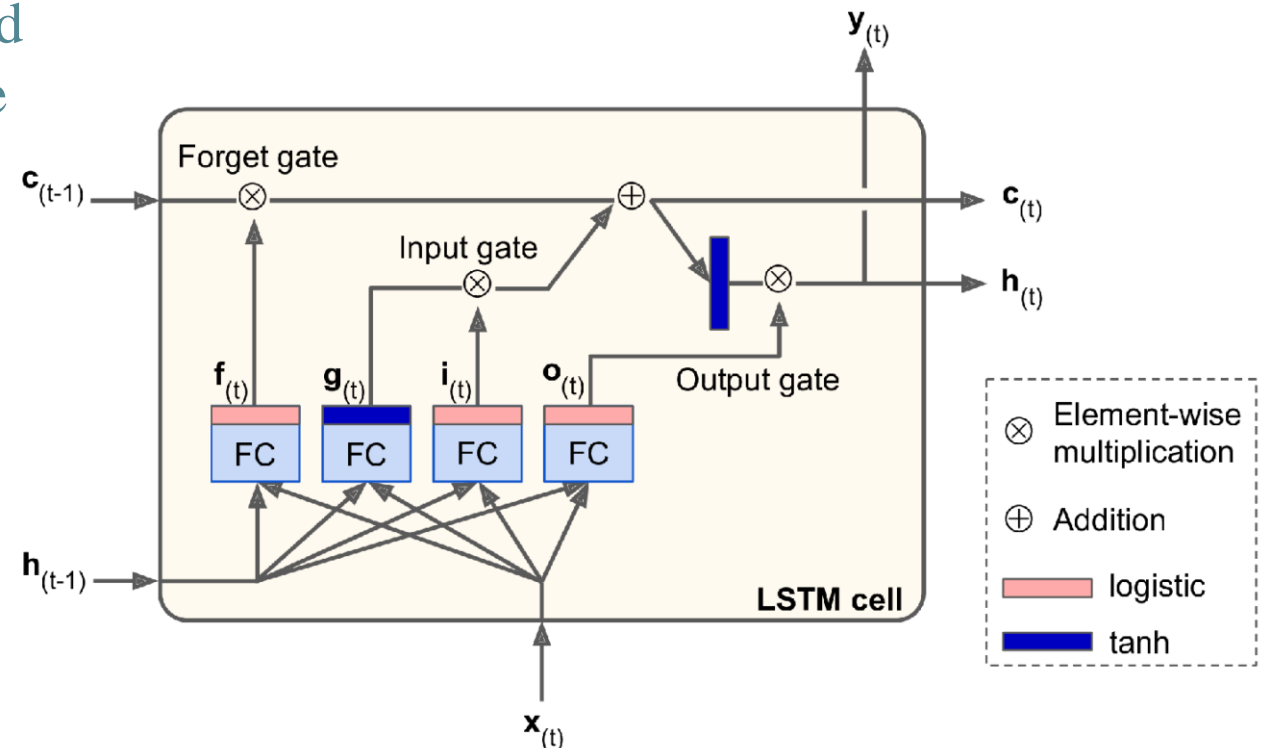 d
e
y(t)
Forget gate
c(t-1)
c(t)
Input gate
h(t)
f(t) g(t) i(t) o(t)
Output gate
FC FC FC FC
h(t-1)
LSTM cell
x(t)
⊗ Element-wise
multiplication
⊕ Addition
logistic
tanh